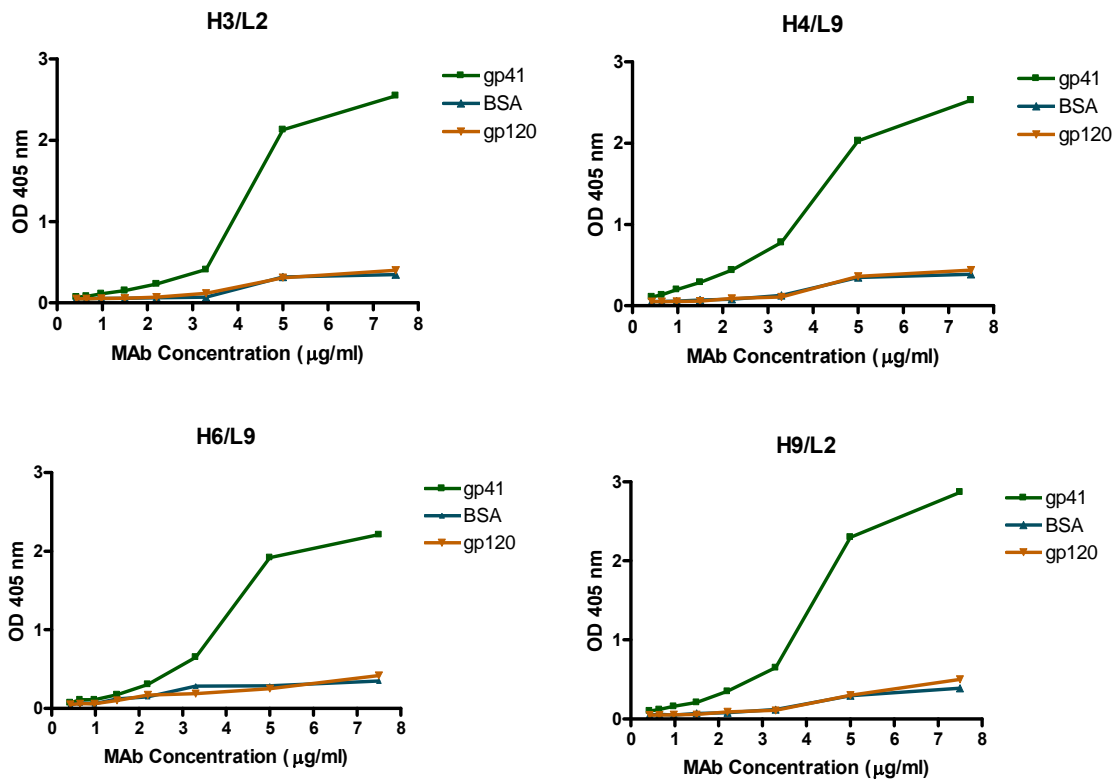 H3/L2
3
2
1
0
OD 405 nm
0 1 2 3 4 5 6 7 8
MAb Concentration ( μg/ml)
gp41
BSA
gp120
H4/L9
3
2
1
0
OD 405 nm
0 1 2 3 4 5 6 7 8
MAb Concentration ( μg/ml)
gp41
BSA
gp120
H6/L9
3
2
1
0
OD 405 nm
0 1 2 3 4 5 6 7 8
MAb Concentration ( μg/ml)
gp41
BSA
gp120
H9/L2
3
2
1
0
OD 405 nm
0 1 2 3 4 5 6 7 8
MAb Concentration ( μg/ml)
gp41
BSA
gp120